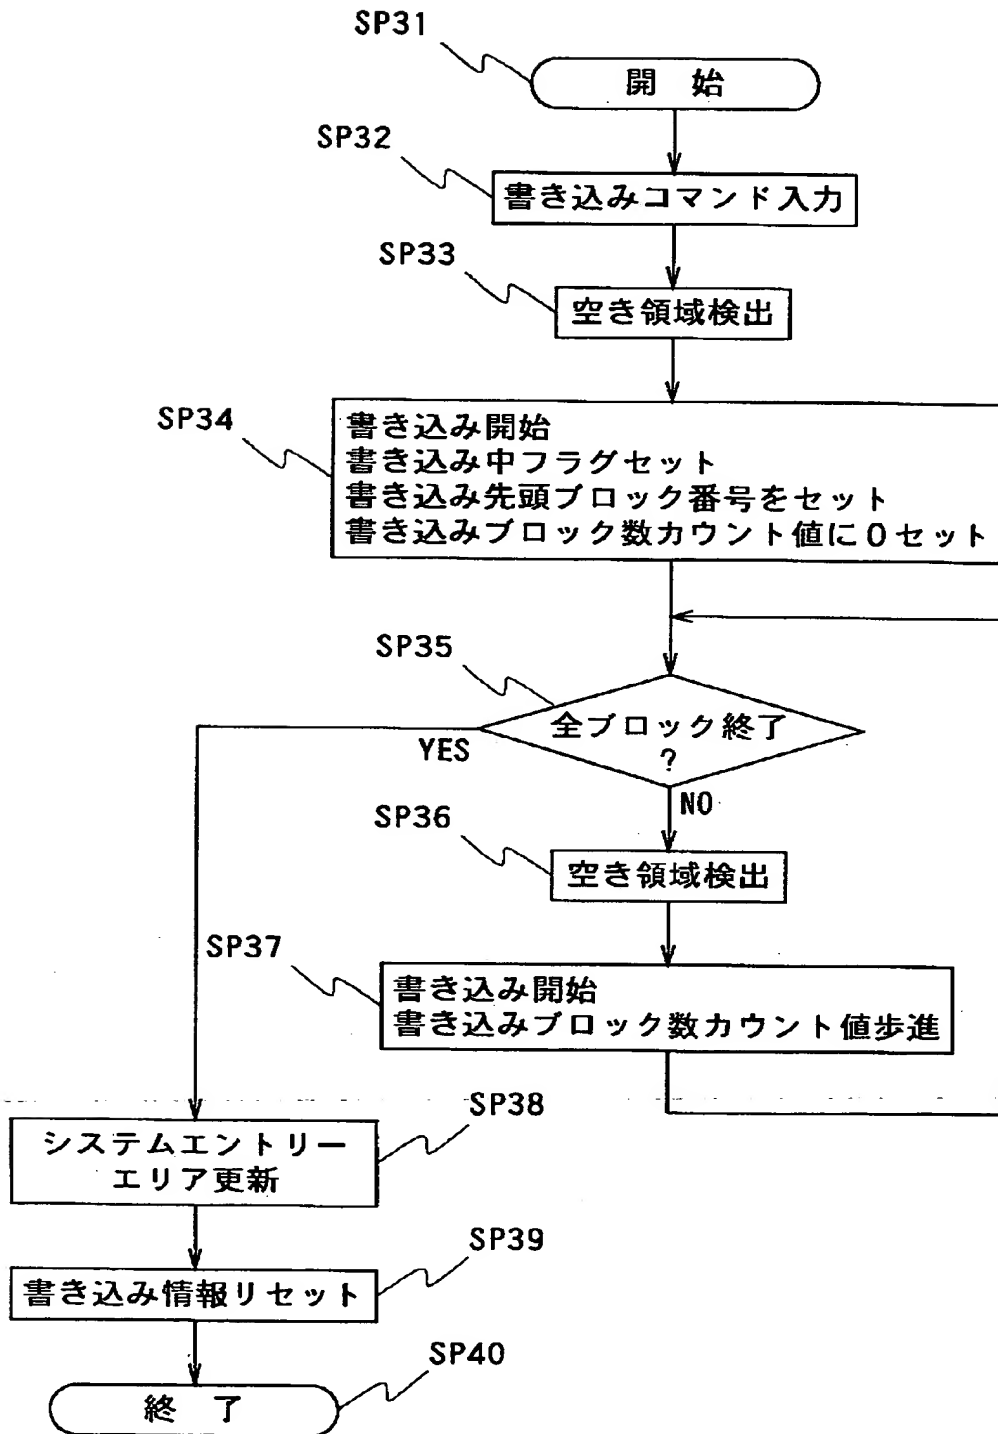 SP31
開 始
SP32
書き込みコマンド入力
SP33
空き領域検出
SP34
書き込み開始
書き込み中フラグセット
書き込み先頭ブロック番号をセット
書き込みブロック数カウント値に0セット
SP35
全ブロック終了
?
YES
NO
SP36
空き領域検出
SP37
書き込み開始
書き込みブロック数カウント値歩進
SP38
システムエントリー
エリア更新
SP39
書き込み情報リセット
SP40
終 了